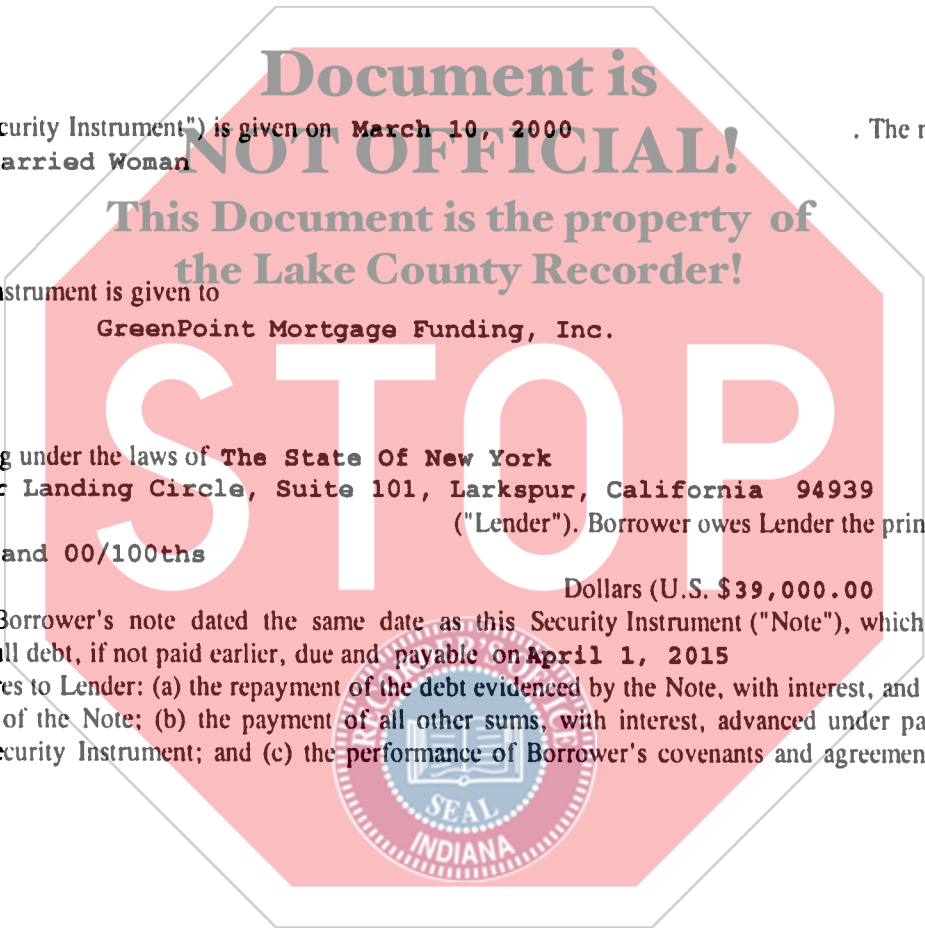 Document is
curity Instrument") is given on March 10, 2000 . The
NOT OFFICIAL!
arried Woman
This Document is the property of
the Lake County Recorder!
strument is given to
GreenPoint Mortgage Funding, Inc.
STOP
g under the laws of The State Of New York
Landing Circle, Suite 101, Larkspur, California 94939
("Lender"). Borrower owes Lender the prin
and 00/100ths
Dollars (U.S. $39,000.00
Borrower's note dated the same date as this Security Instrument ("Note"), which
ll debt, if not paid earlier, due and payable on April 1, 2015
es to Lender: (a) the repayment of the debt evidenced by the Note, with interest, and
of the Note; (b) the payment of all other sums, with interest, advanced under pa
ecurity Instrument; and (c) the performance of Borrower's covenants and agreemen
RECORDER'S OFFICE
SEAL
INDIANA